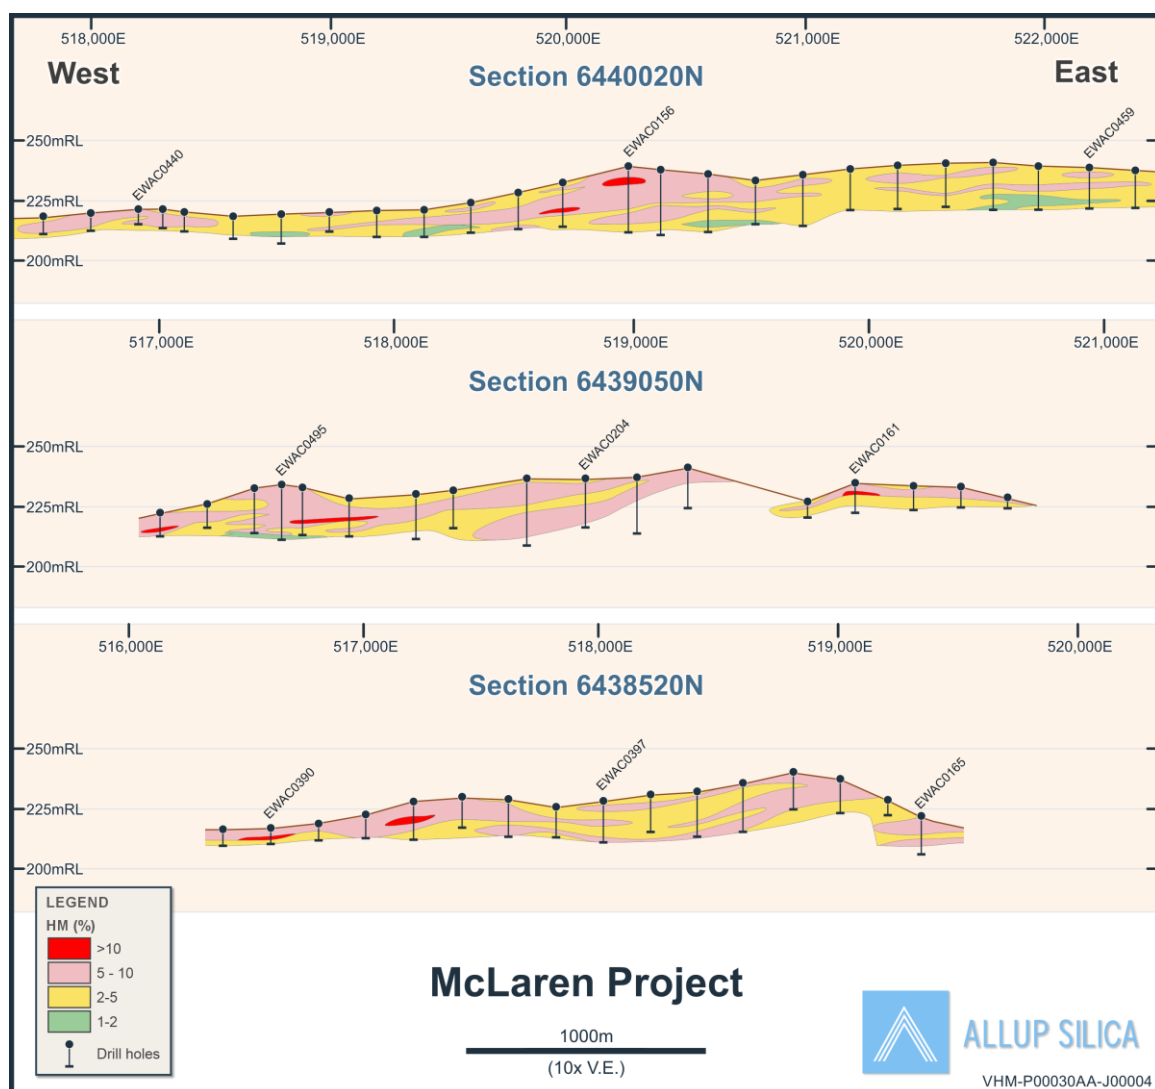 518,000E 519,000E 520,000E 521,000E 522,000E
West Section 6440020N East
250mRL
225mRL
200mRL
EWAC0440 EWAC0156 EWAC0459
517,000E 518,000E 519,000E 520,000E 521,000E
Section 6439050N
250mRL
225mRL
200mRL
EWAC0495 EWAC0204 EWAC0161
516,000E 517,000E 518,000E 519,000E 520,000E
Section 6438520N
250mRL
225mRL
200mRL
EWAC0390 EWAC0397 EWAC0165
LEGEND
HM (%)
>10
5 - 10
2-5
1-2
Drill holes
McLaren Project
1000m
(10x V.E.)
ALLUP SILICA
VHM-P00030AA-J00004